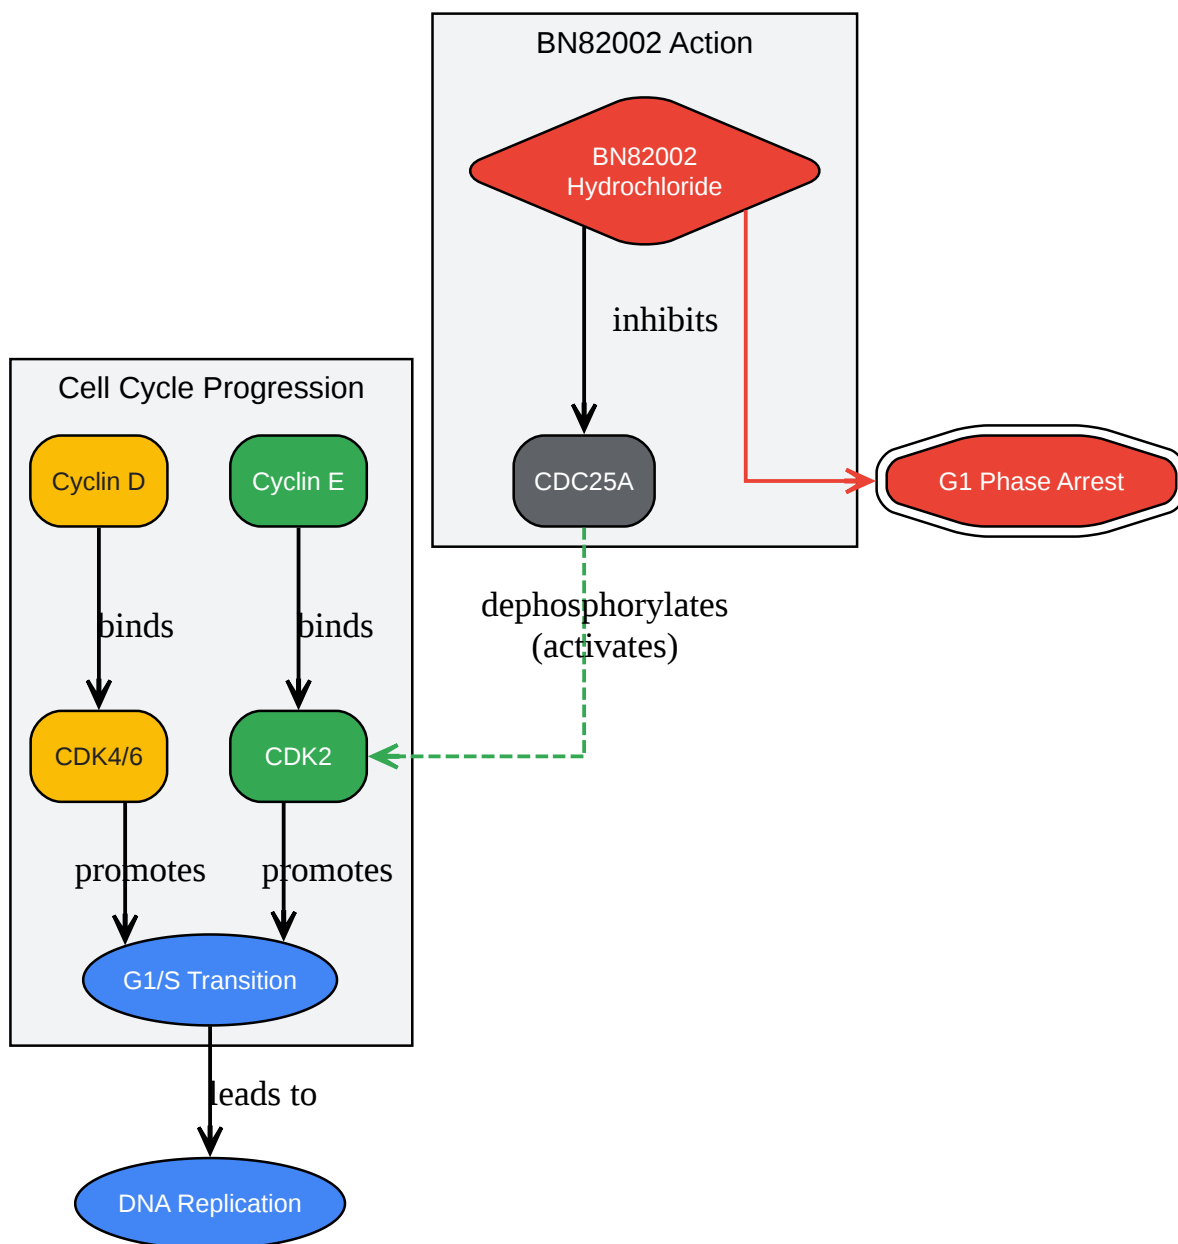 BN82002 Action
BN82002
Hydrochloride
inhibits
Cell Cycle Progression
Cyclin D
Cyclin E
CDC25A
G1 Phase Arrest
dephosphorylates
(activates)
binds
binds
CDK4/6
CDK2
promotes
promotes
G1/S Transition
leads to
DNA Replication